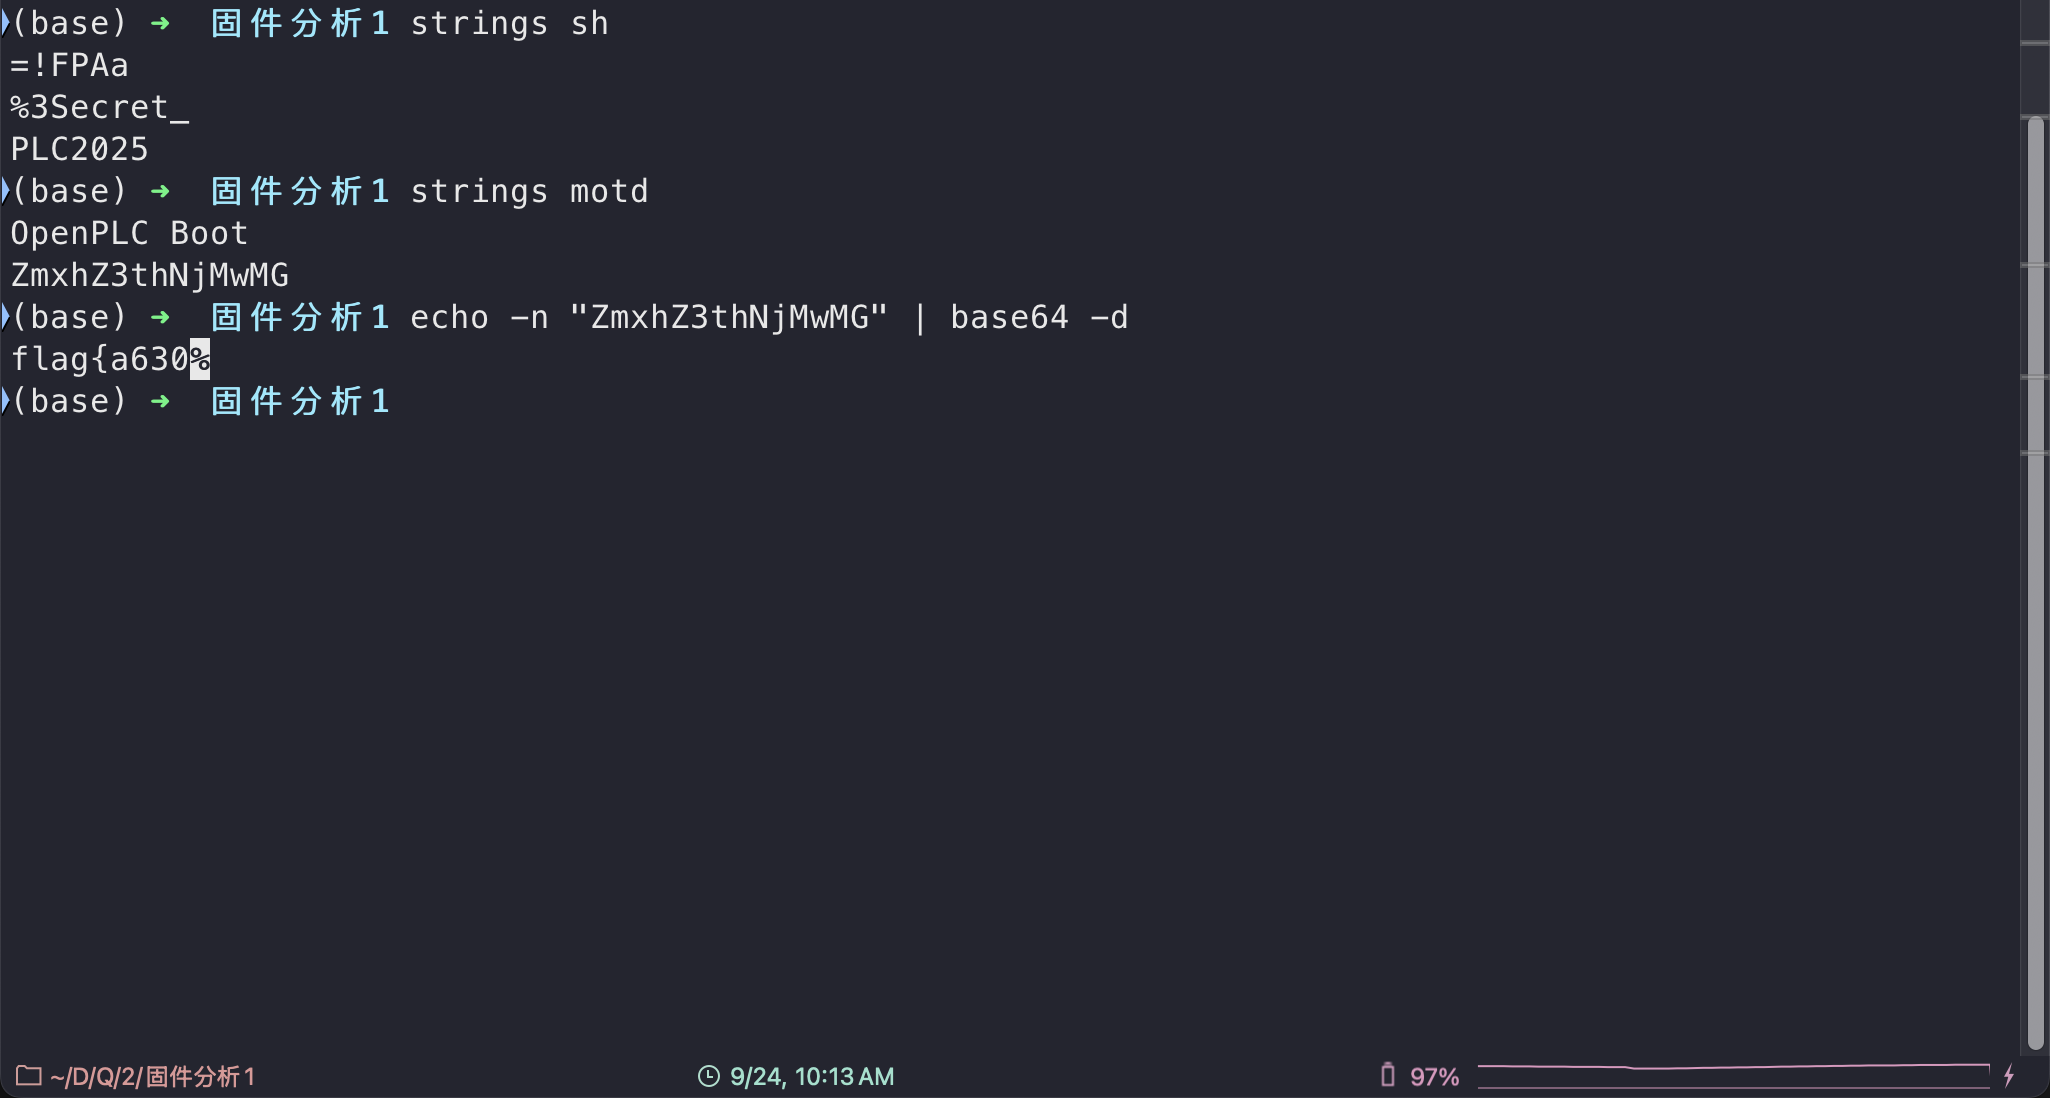 (base) ➜ 固件分析1 strings sh
=!FPAa
%3Secret_
PLC2025
(base) ➜ 固件分析1 strings motd
OpenPLC Boot
ZmxhZ3thNjMwMG
(base) ➜ 固件分析1 echo -n "ZmxhZ3thNjMwMG" | base64 -d
flag{a630%
(base) ➜ 固件分析1
~/D/Q/2/固件分析1 9/24, 10:13 AM 97%